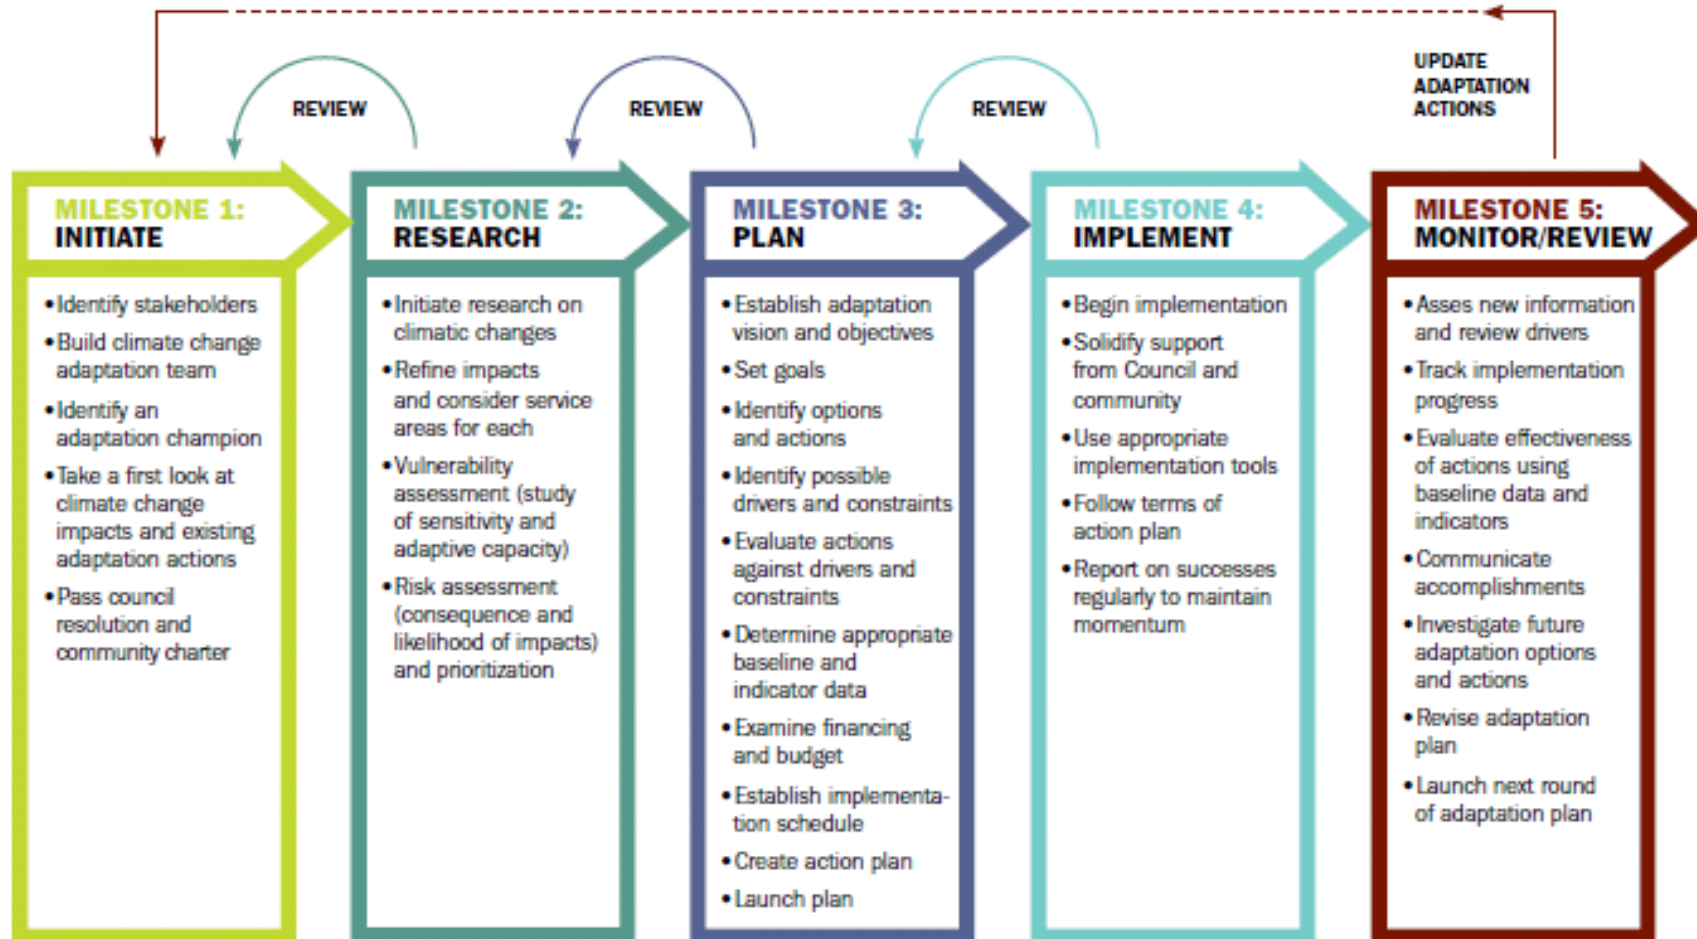 UPDATE
ADAPTATION
ACTIONS
REVIEW
REVIEW
REVIEW
MILESTONE 1:
INITIATE
• Identify stakeholders
• Build climate change
adaptation team
• Identify an
adaptation champion
• Take a first look at
climate change
impacts and existing
adaptation actions
• Pass council
resolution and
community charter
MILESTONE 2:
RESEARCH
• Initiate research on
climatic changes
• Refine impacts
and consider service
areas for each
• Vulnerability
assessment (study
of sensitivity and
adaptive capacity)
• Risk assessment
(consequence and
likelihood of impacts)
and prioritization
MILESTONE 3:
PLAN
• Establish adaptation
vision and objectives
• Set goals
• Identify options
and actions
• Identify possible
drivers and constraints
• Evaluate actions
against drivers and
constraints
• Determine appropriate
baseline and
indicator data
• Examine financing
and budget
• Establish implementa-
tion schedule
• Create action plan
• Launch plan
MILESTONE 4:
IMPLEMENT
• Begin implementation
• Solidify support
from Council and
community
• Use appropriate
implementation tools
• Follow terms of
action plan
• Report on successes
regularly to maintain
momentum
MILESTONE 5:
MONITOR/REVIEW
• Asses new information
and review drivers
• Track implementation
progress
• Evaluate effectiveness
of actions using
baseline data and
indicators
• Communicate
accomplishments
• Investigate future
adaptation options
and actions
• Revise adaptation
plan
• Launch next round
of adaptation plan